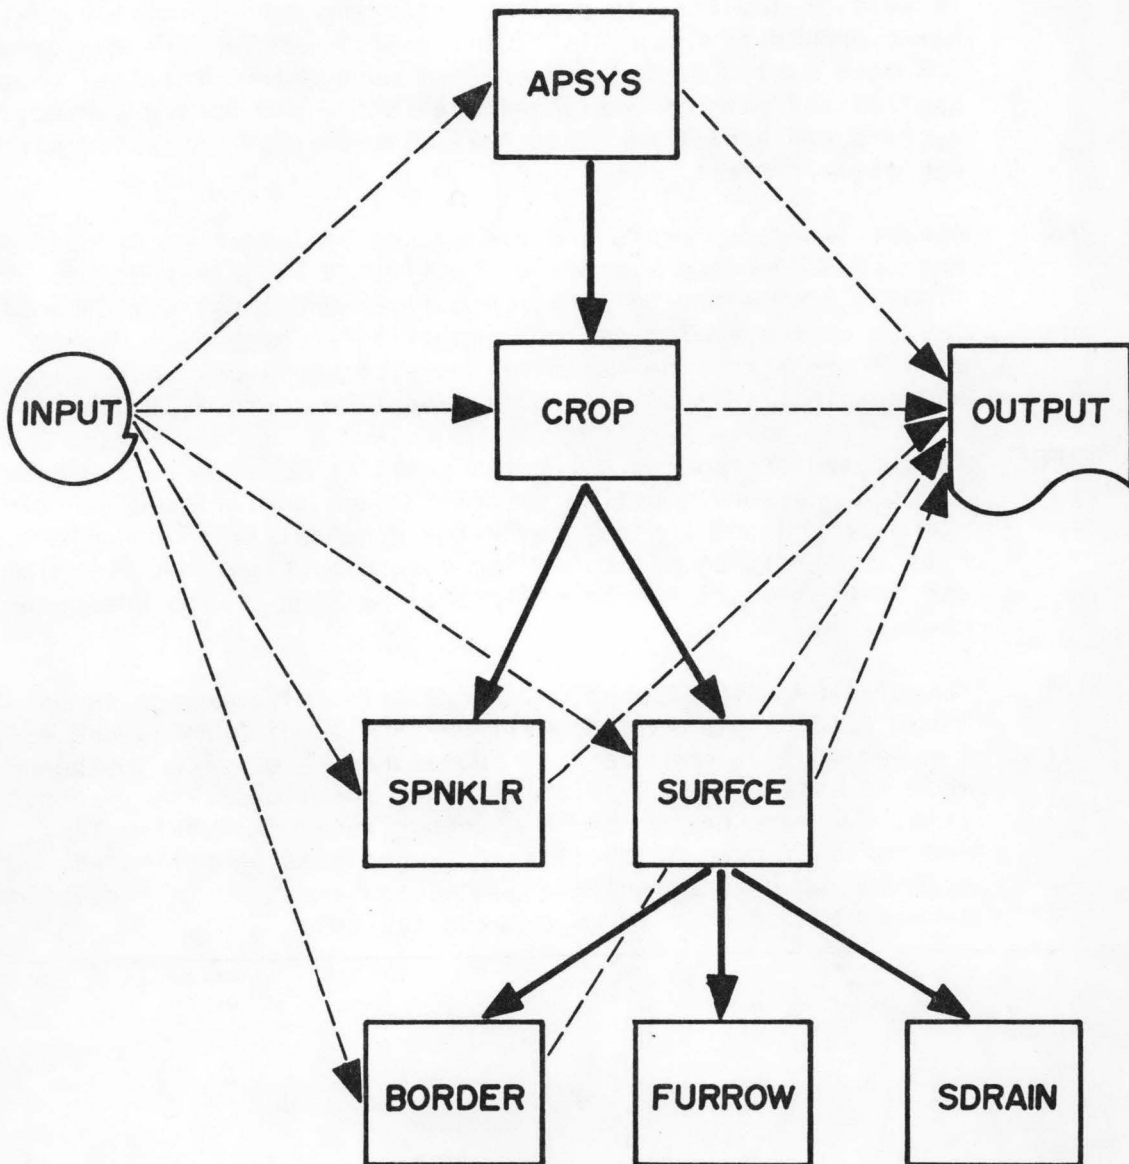 APSYS
INPUT
CROP
OUTPUT
SPNKLR
SURFCE
BORDER
FURROW
SDRAIN